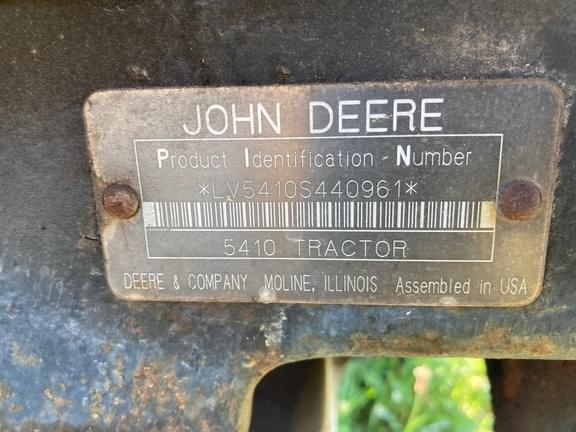 JOHN DEERE
Product Identification Number
*LV5410S440961*
5410 TRACTOR
DEERE & COMPANY MOLINE, ILLINOIS Assembled in USA